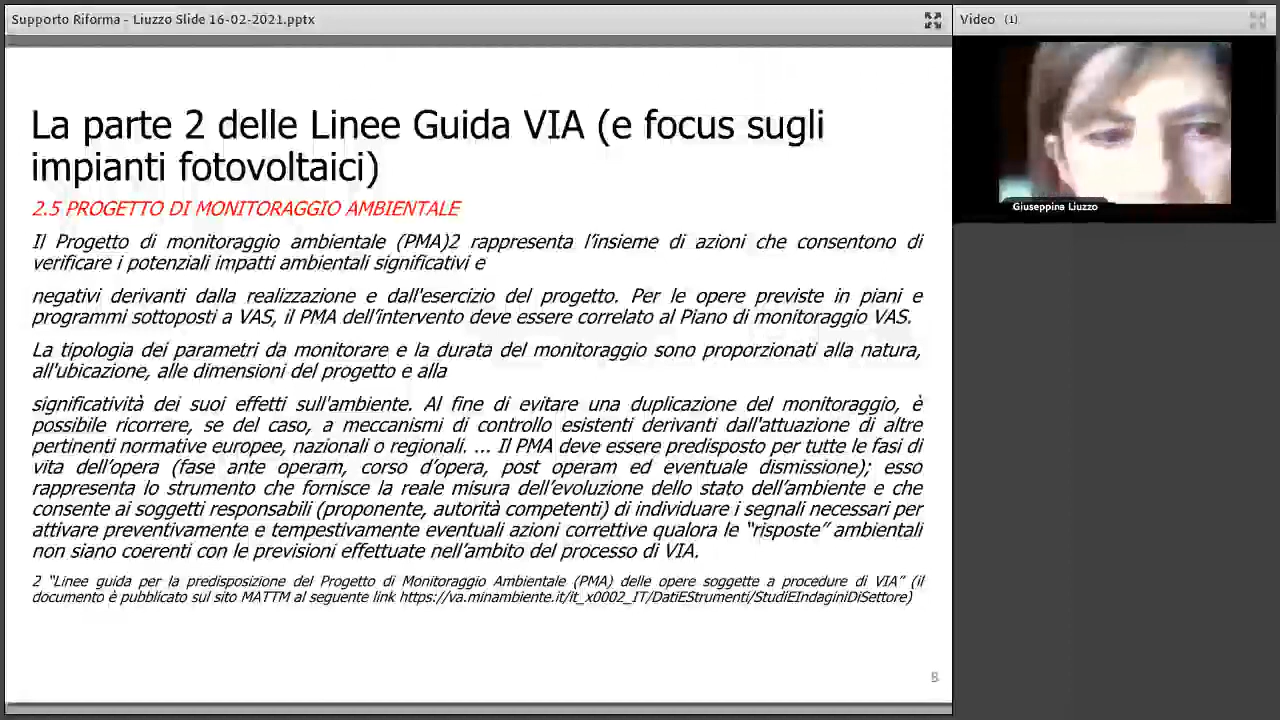 Supporto Riforma - Liuzzo Slide 16-02-2021.pptx
Video (1)
Giuseppina Liuzzo
La parte 2 delle Linee Guida VIA (e focus sugli
impianti fotovoltaici)
2.5 PROGETTO DI MONITORAGGIO AMBIENTALE
Il Progetto di monitoraggio ambientale (PMA)2 rappresenta l’insieme di azioni che consentono di
verificare i potenziali impatti ambientali significativi e
negativi derivanti dalla realizzazione e dall'esercizio del progetto. Per le opere previste in piani e
programmi sottoposti a VAS, il PMA dell’intervento deve essere correlato al Piano di monitoraggio VAS.
La tipologia dei parametri da monitorare e la durata del monitoraggio sono proporzionati alla natura,
all'ubicazione, alle dimensioni del progetto e alla
significatività dei suoi effetti sull'ambiente. Al fine di evitare una duplicazione del monitoraggio, è
possibile ricorrere, se del caso, a meccanismi di controllo esistenti derivanti dall'attuazione di altre
pertinenti normative europee, nazionali o regionali. ... Il PMA deve essere predisposto per tutte le fasi di
vita dell’opera (fase ante operam, corso d’opera, post operam ed eventuale dismissione); esso
rappresenta lo strumento che fornisce la reale misura dell’evoluzione dello stato dell’ambiente e che
consente ai soggetti responsabili (proponente, autorità competenti) di individuare i segnali necessari per
attivare preventivamente e tempestivamente eventuali azioni correttive qualora le “risposte” ambientali
non siano coerenti con le previsioni effettuate nell’ambito del processo di VIA.
2 “Linee guida per la predisposizione del Progetto di Monitoraggio Ambientale (PMA) delle opere soggette a procedure di VIA” (il
documento è pubblicato sul sito MATTM al seguente link https://va.minambiente.it/it_x0002_IT/DatiEStrumenti/StudiEIndaginiDiSettore)